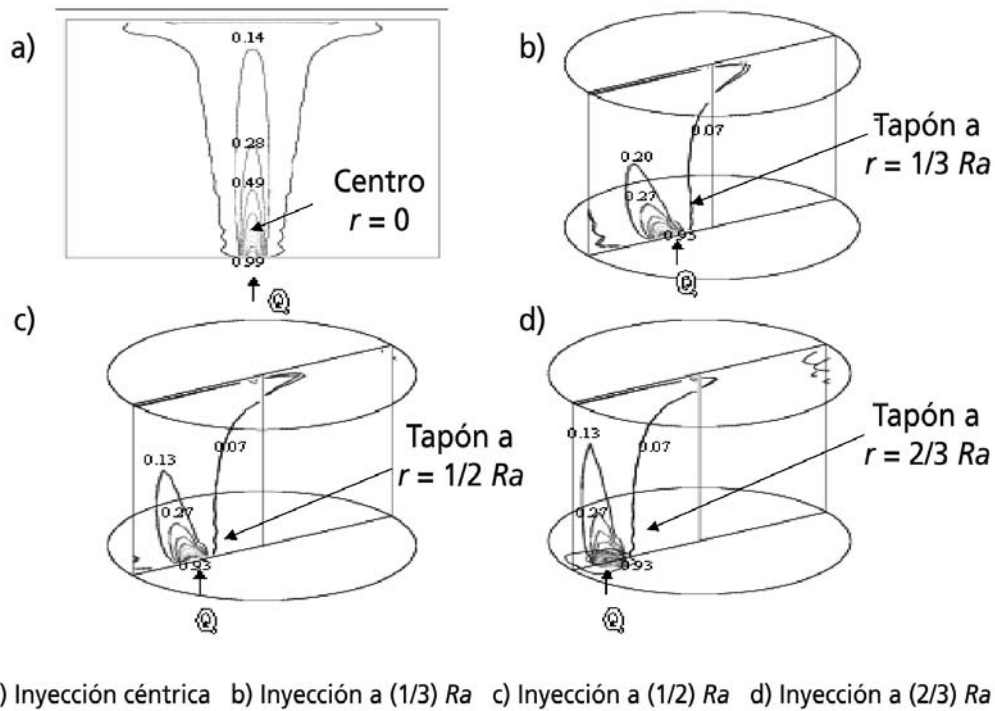 a)
0.14
0.28
0.49
Centro
r = 0
0.99
Q
b)
0.07
Tapón a
r = 1/3 Ra
0.20
0.27
0.95
Q
c)
0.07
Tapón a
r = 1/2 Ra
0.13
0.27
0.93
Q
d)
0.07
Tapón a
r = 2/3 Ra
0.13
0.27
0.93
Q
) Inyección céntrica b) Inyección a (1/3) Ra c) Inyección a (1/2) Ra d) Inyección a (2/3) Ra